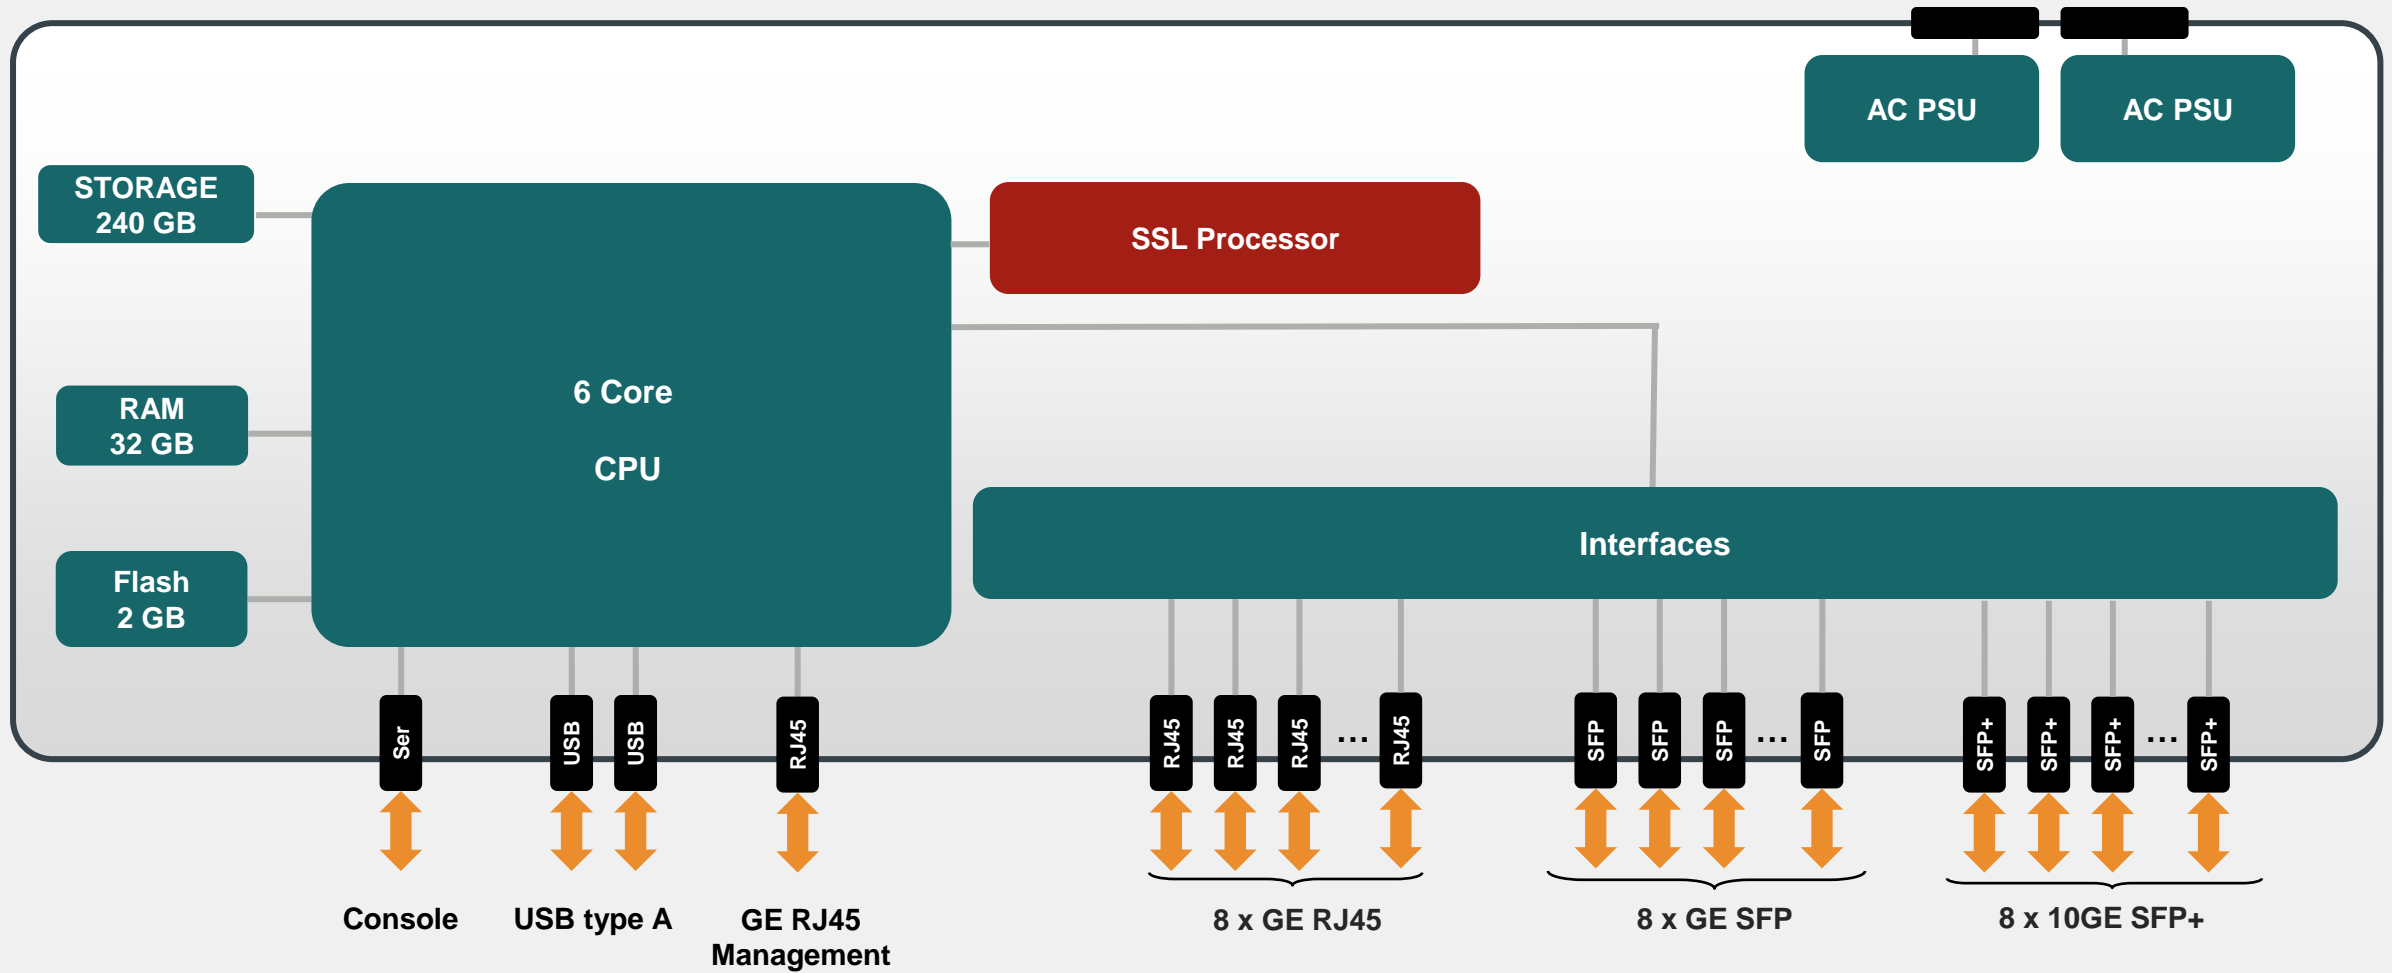 AC PSU
AC PSU
STORAGE
240 GB
SSL Processor
RAM
32 GB
6 Core
CPU
Flash
2 GB
Interfaces
Ser
USB
USB
RJ45
RJ45
RJ45
RJ45
...
RJ45
SFP
SFP
SFP
...
SFP
SFP+
SFP+
SFP+
...
SFP+
Console
USB type A
GE RJ45
Management
8 x GE RJ45
8 x GE SFP
8 x 10GE SFP+